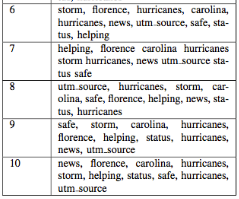 6 storm, florence, hurricanes, carolina,
hurricanes, news, utm_source, safe, sta-
tus, helping
7 helping, florence carolina hurricanes
storm hurricanes, news utm_source sta-
tus safe
8 utm_source, hurricanes, storm, car-
olina, safe, florence, helping, news, sta-
tus, hurricanes
9 safe, storm, carolina, hurricanes,
florence, helping, status, hurricanes,
news, utm_source
10 news, florence, carolina, hurricanes,
storm, helping, status, safe, hurricanes,
utm_source